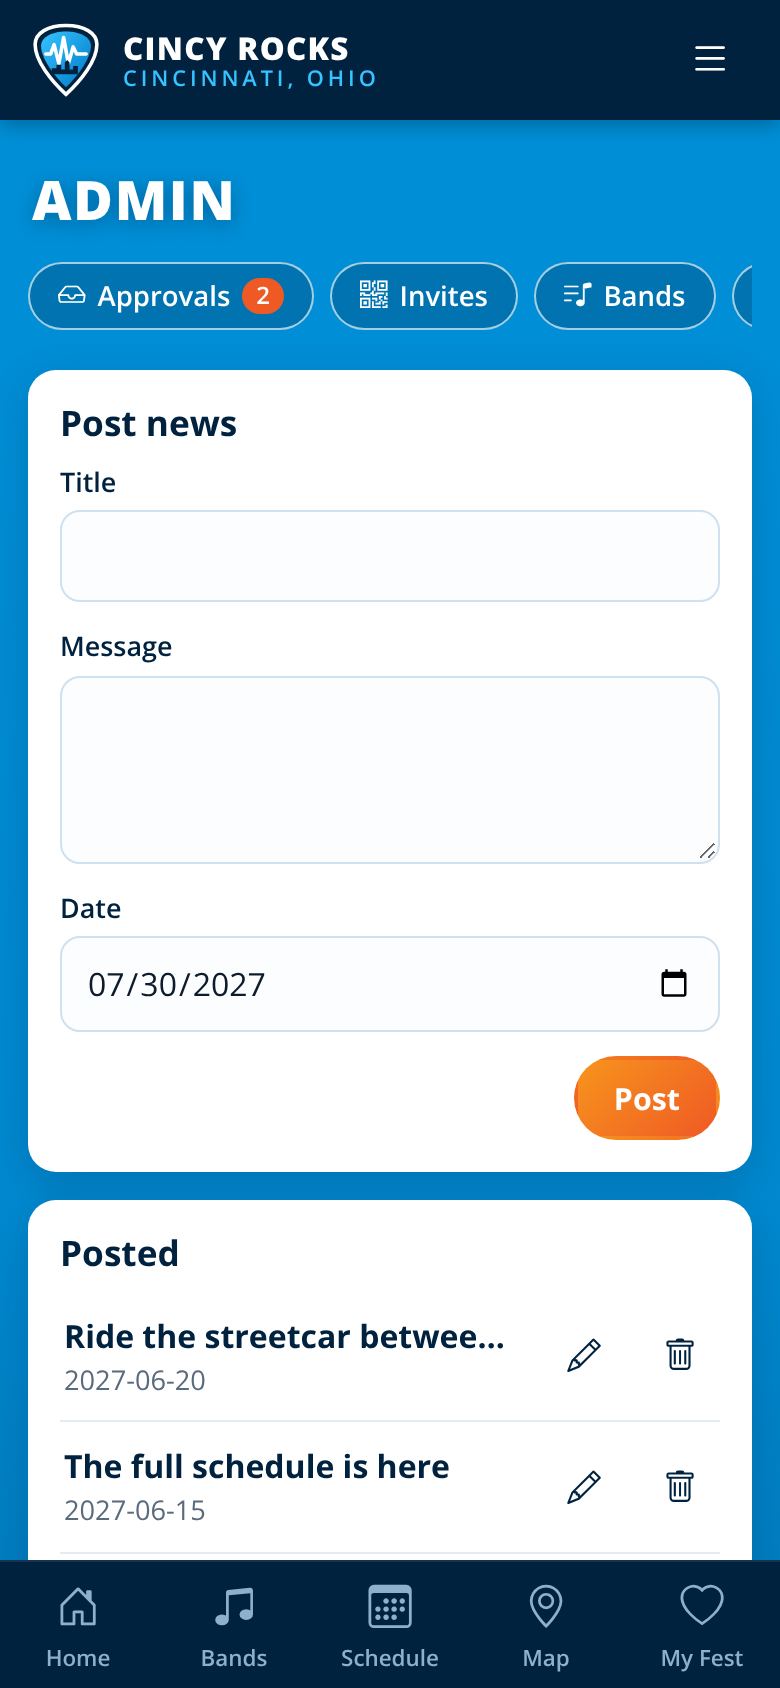 CINCY ROCKS
CINCINNATI, OHIO
ADMIN
Approvals 2 Invites Bands
Post news
Title
Message
Date
07/30/2027
Post
Posted
Ride the streetcar betwee...
2027-06-20
The full schedule is here
2027-06-15
Home Bands Schedule Map My Fest